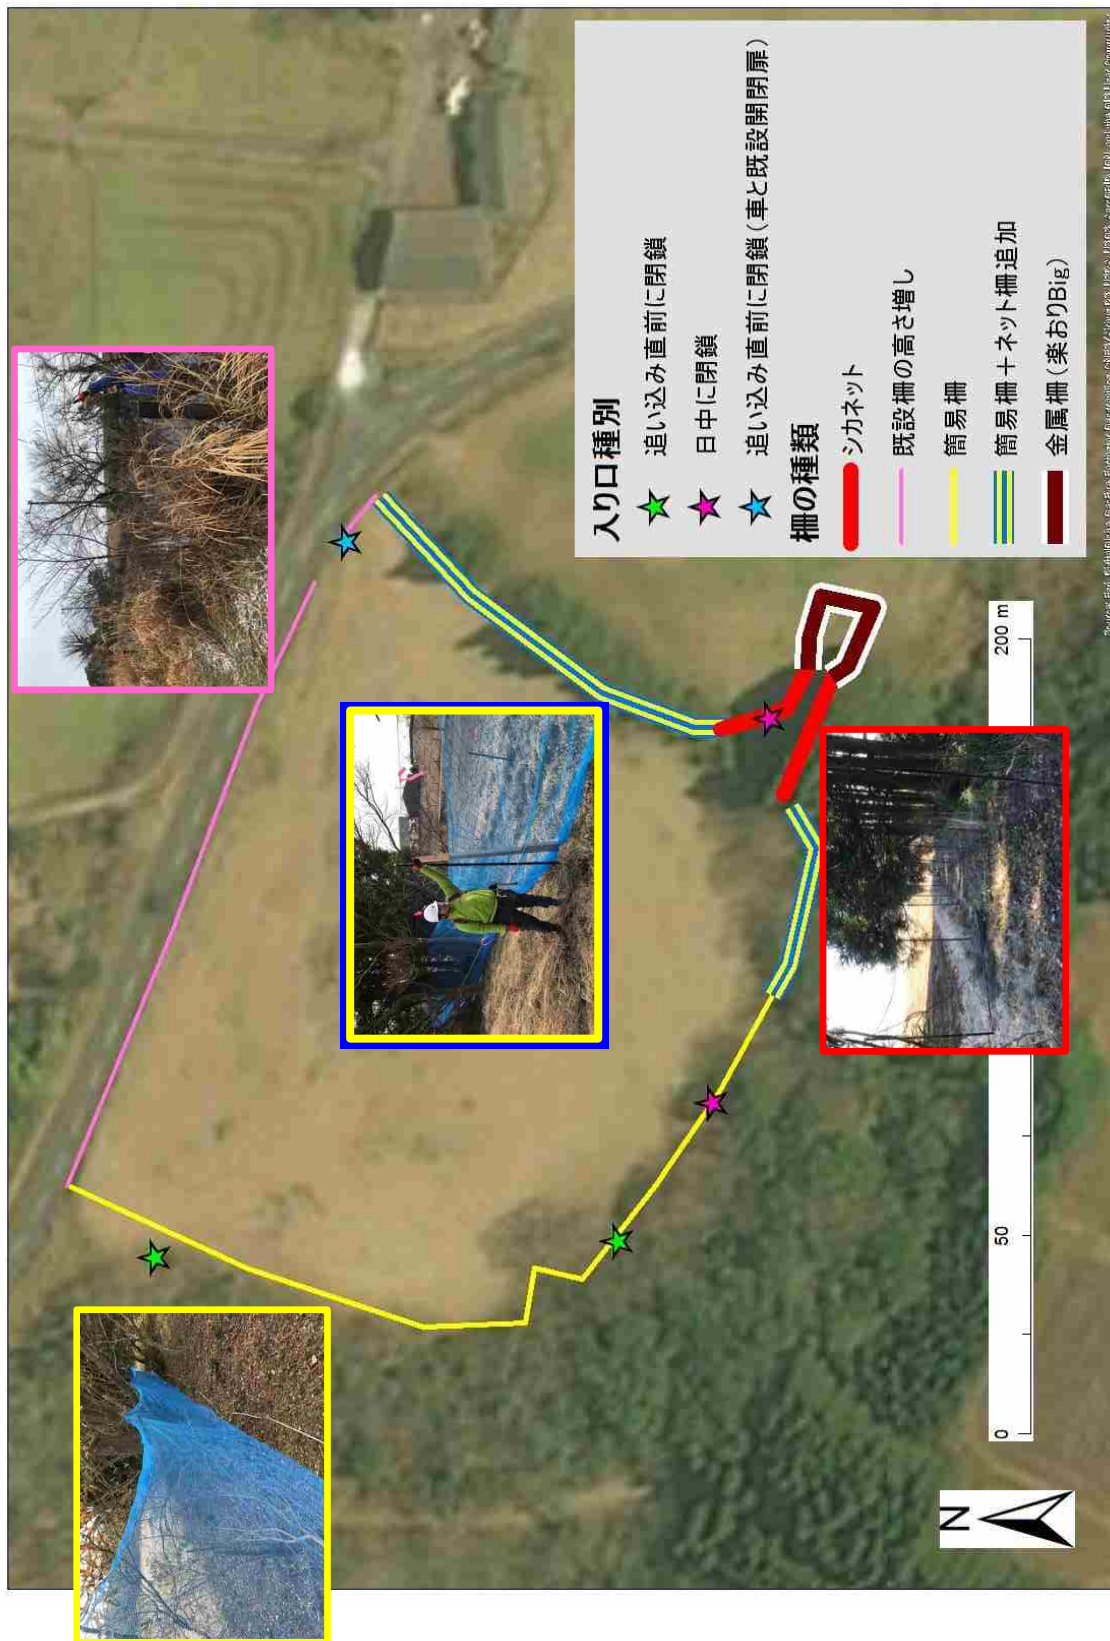 入り口種別
追い込み直前に閉鎖
日中に閉鎖
追い込み直前に閉鎖(車と既設開閉扉)
柵の種類
シカネット
既設柵の高さ増し
簡易柵
簡易柵+ネット柵追加
金属柵(楽おりBig)
N
0 50 200 m